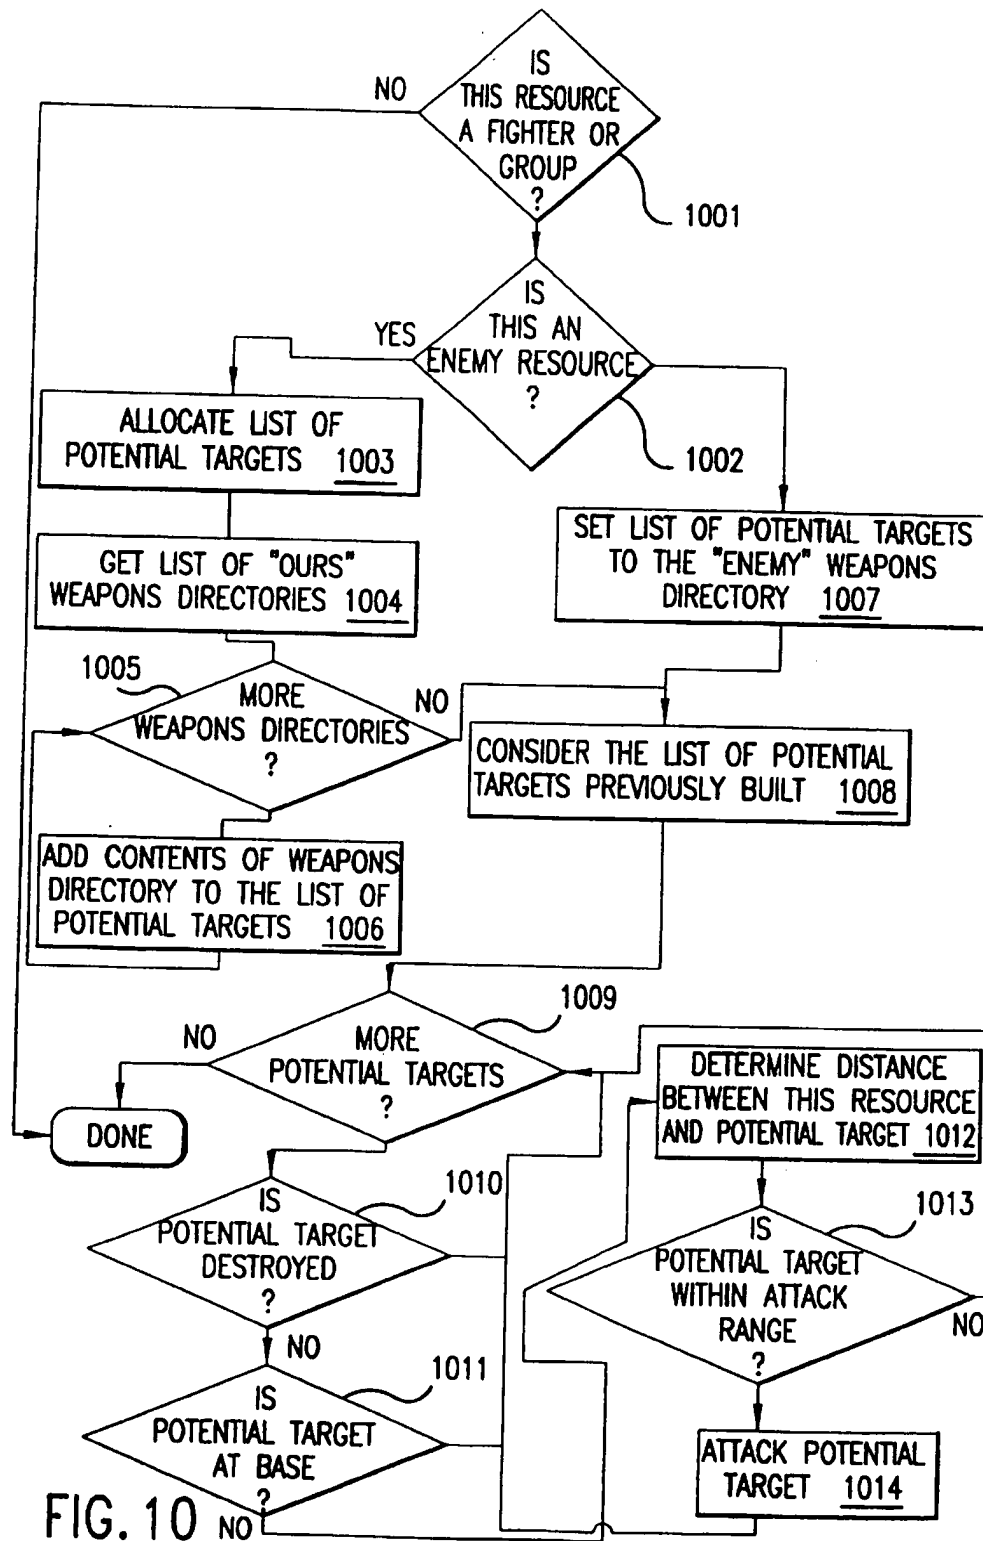 IS
THIS RESOURCE
A FIGHTER OR
GROUP
?
NO
1001
IS
THIS AN
ENEMY RESOURCE
?
YES
1002
ALLOCATE LIST OF
POTENTIAL TARGETS 1003
GET LIST OF "OURS"
WEAPONS DIRECTORIES 1004
SET LIST OF POTENTIAL TARGETS
TO THE "ENEMY" WEAPONS
DIRECTORY 1007
1005
MORE
WEAPONS DIRECTORIES
?
NO
CONSIDER THE LIST OF POTENTIAL
TARGETS PREVIOUSLY BUILT 1008
ADD CONTENTS OF WEAPONS
DIRECTORY TO THE LIST OF
POTENTIAL TARGETS 1006
1009
NO
MORE
POTENTIAL TARGETS
?
DONE
DETERMINE DISTANCE
BETWEEN THIS RESOURCE
AND POTENTIAL TARGET 1012
1010
IS
POTENTIAL TARGET
DESTROYED
?
NO
1013
IS
POTENTIAL TARGET
WITHIN ATTACK
RANGE
?
NO
1011
IS
POTENTIAL TARGET
AT BASE
?
NO
ATTACK POTENTIAL
TARGET 1014
FIG. 10